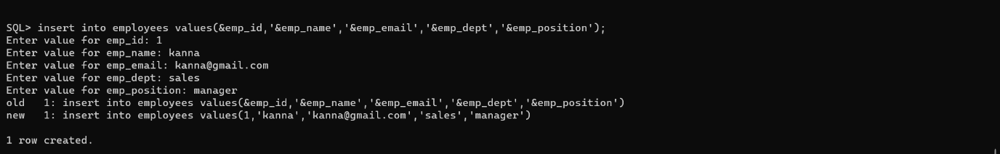 SQL> insert into employees values(&emp_id,'&emp_name','&emp_email','&emp_dept','&emp_position');
Enter value for emp_id: 1
Enter value for emp_name: kanna
Enter value for emp_email: kanna@gmail.com
Enter value for emp_dept: sales
Enter value for emp_position: manager
old   1: insert into employees values(&emp_id,'&emp_name','&emp_email','&emp_dept','&emp_position')
new   1: insert into employees values(1,'kanna','kanna@gmail.com','sales','manager')
1 row created.